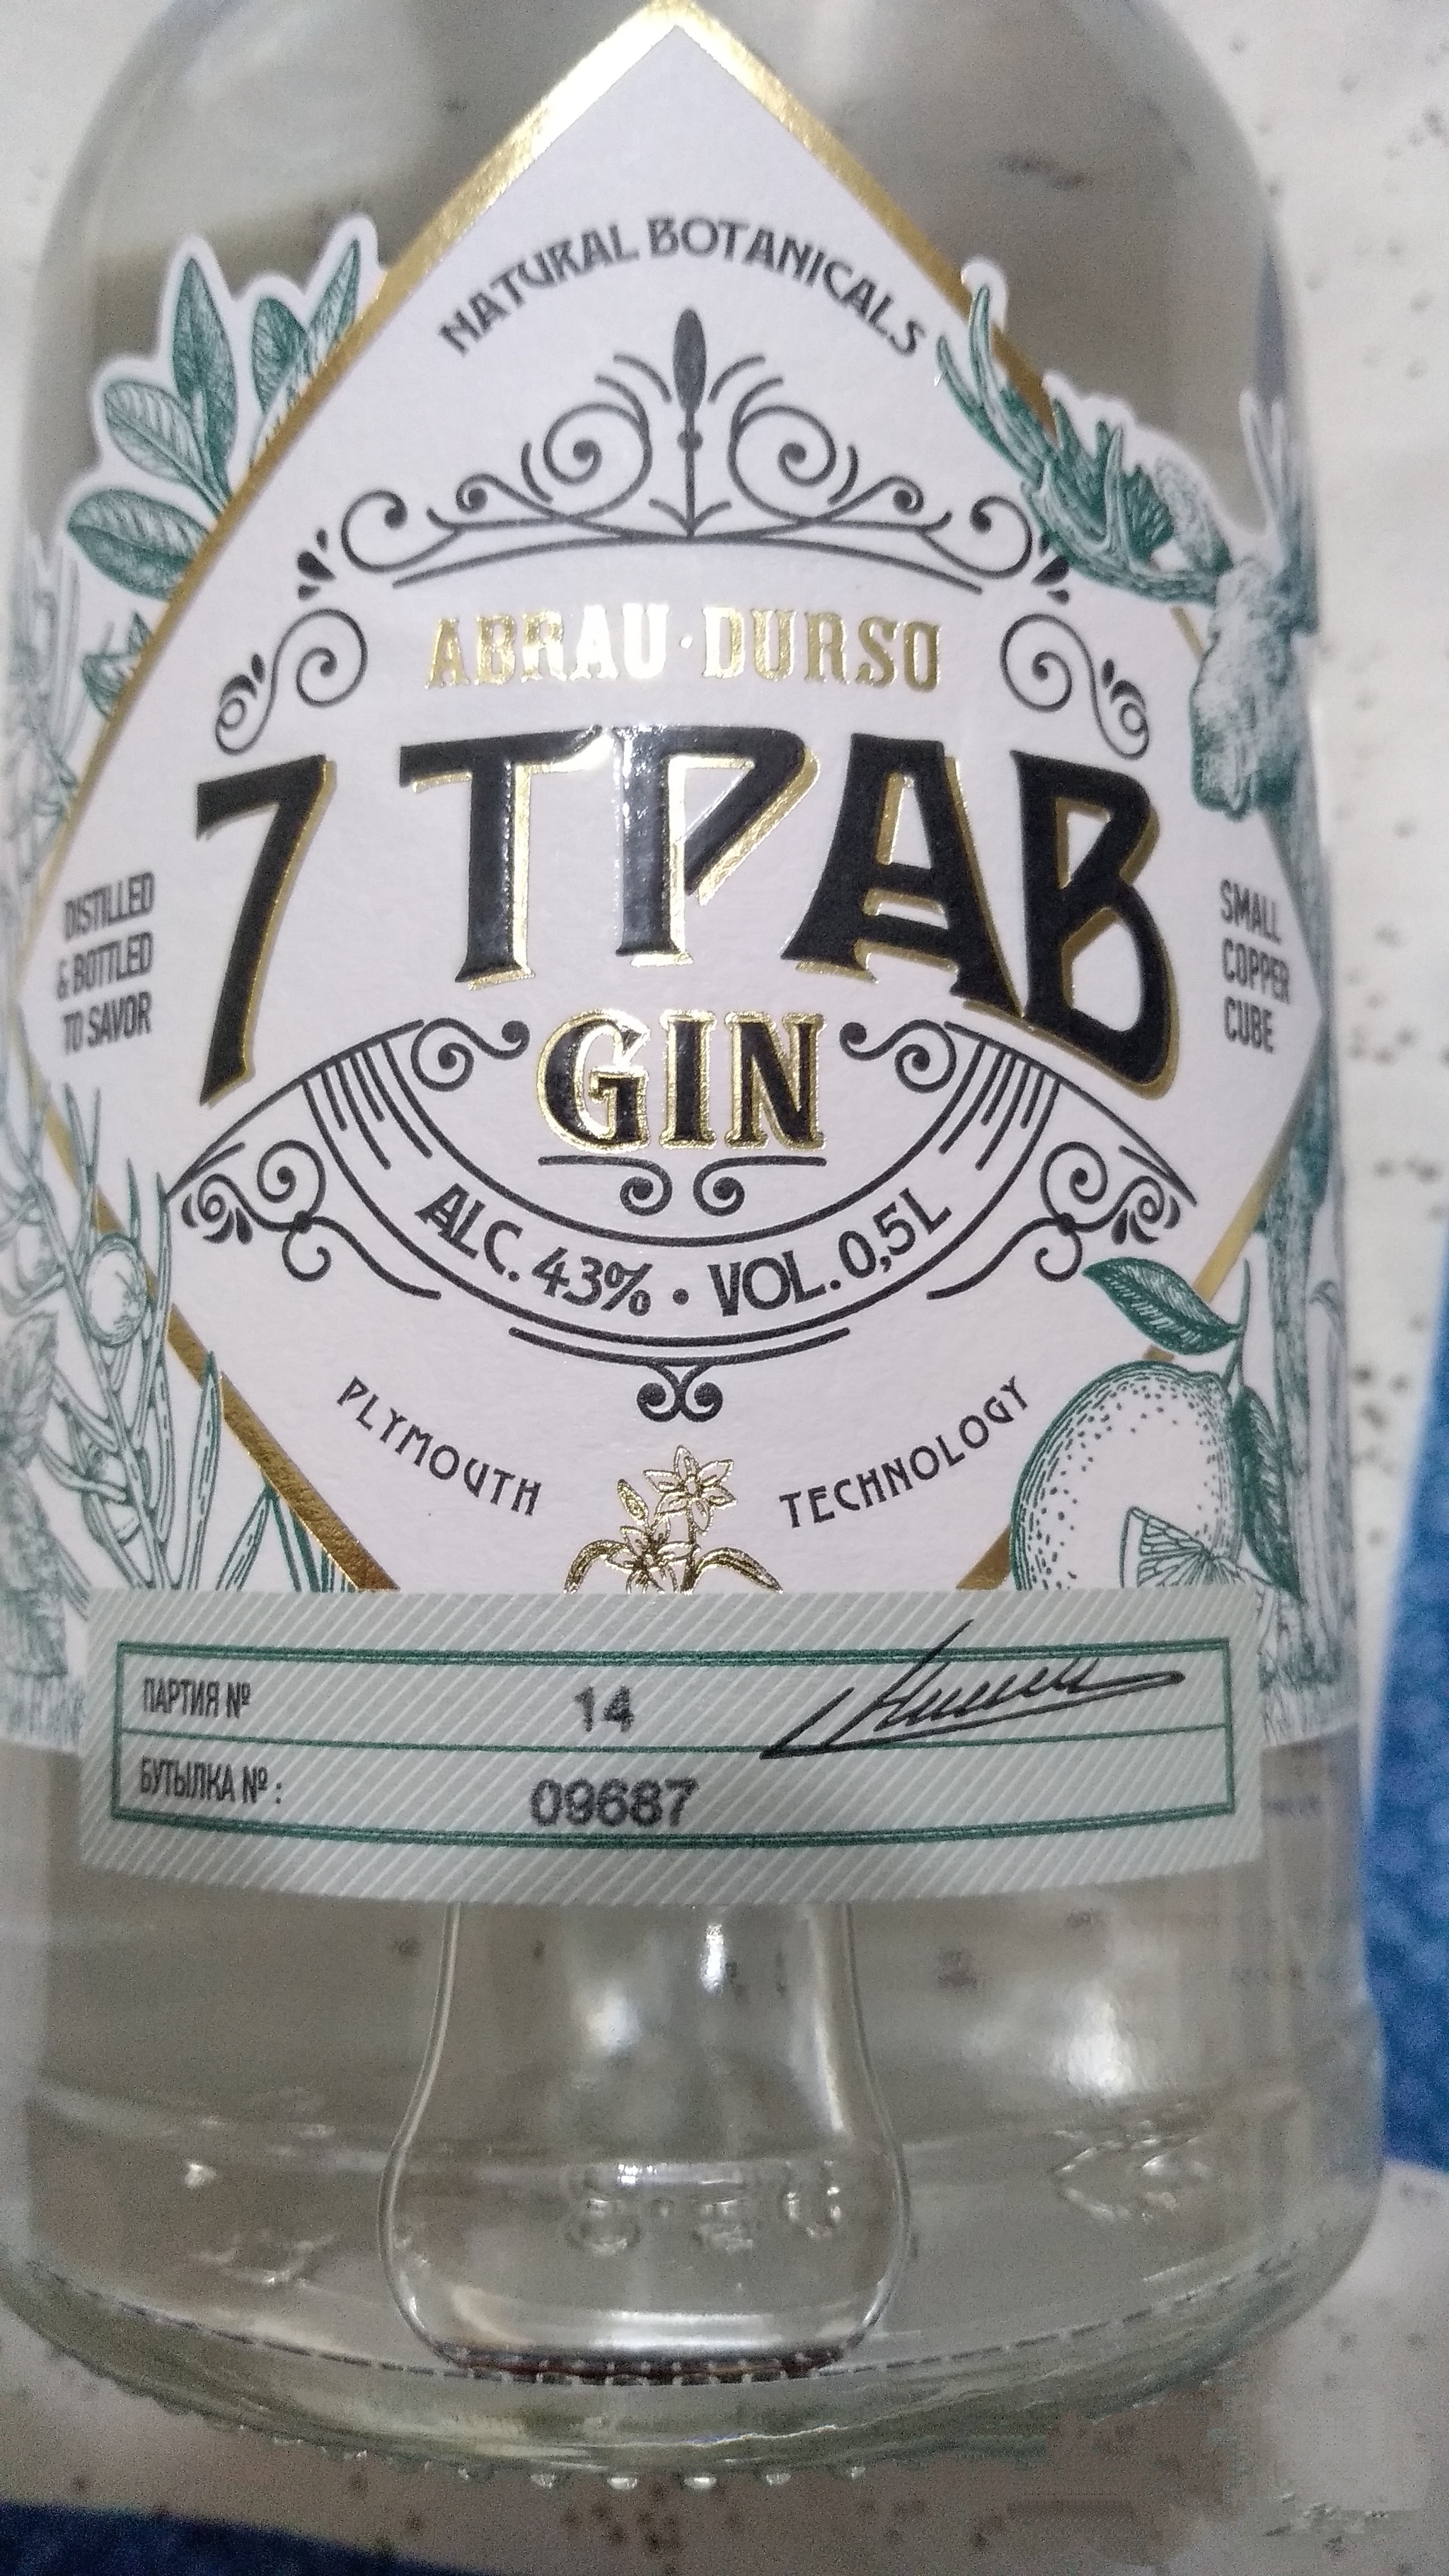 NATURAL BOTANICALS
ABRAU·DURSO
7 ТРАВ
DISTILLED
& BOTTLED
TO SAVOR
SMALL
COPPER
CUBE
GIN
ALC. 43% • VOL. 0,5L
PLYMOUTH TECHNOLOGY
ПАРТИЯ № 14
БУТЫЛКА № : 09687